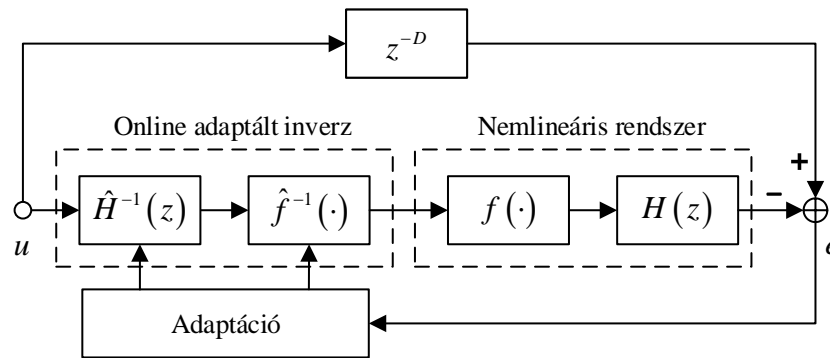 z^{-D}
Online adaptált inverz
Nemlineáris rendszer
Ĥ^{-1}(z)
f̂^{-1}(·)
f(·)
H(z)
+
−
u
Adaptáció